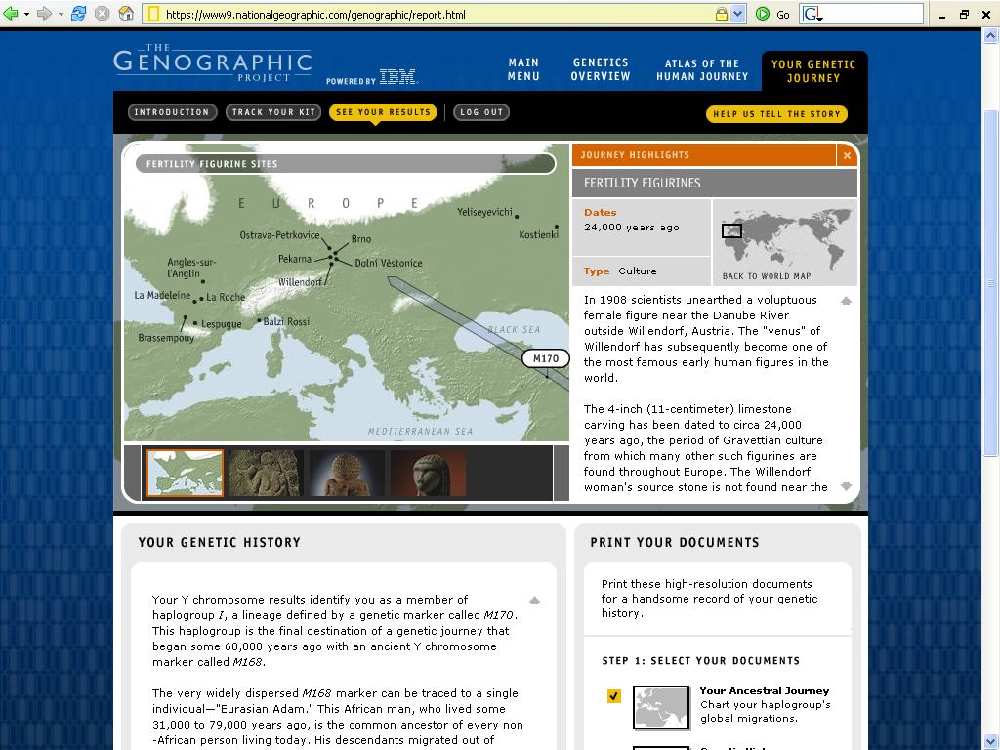 https://www9.nationalgeographic.com/genographic/report.html
Go
G
THE
GENOGRAPHIC
PROJECT
POWERED BY IBM
MAIN
MENU
GENETICS
OVERVIEW
ATLAS OF THE
HUMAN JOURNEY
YOUR GENETIC
JOURNEY
INTRODUCTION
TRACK YOUR KIT
SEE YOUR RESULTS
LOG OUT
HELP US TELL THE STORY
FERTILITY FIGURINE SITES
EUROPE
Yeliseyevichi
Kostienki
Ostrava-Petrkovice
Brno
Pekarna
Dolní Vèstonice
Willendorf
Angles-sur-
l'Anglin
La Madeleine
La Roche
Lespugue
Balzi Rossi
Brassempouy
BLACK SEA
M170
MEDITERRANEAN SEA
JOURNEY HIGHLIGHTS
FERTILITY FIGURINES
Dates
24,000 years ago
Type Culture
BACK TO WORLD MAP
In 1908 scientists unearthed a voluptuous
female figure near the Danube River
outside Willendorf, Austria. The "venus" of
Willendorf has subsequently become one of
the most famous early human figures in the
world.
The 4-inch (11-centimeter) limestone
carving has been dated to circa 24,000
years ago, the period of Gravettian culture
from which many other such figurines are
found throughout Europe. The Willendorf
woman's source stone is not found near the
YOUR GENETIC HISTORY
Your Y chromosome results identify you as a member of
haplogroup I, a lineage defined by a genetic marker called M170.
This haplogroup is the final destination of a genetic journey that
began some 60,000 years ago with an ancient Y chromosome
marker called M168.
The very widely dispersed M168 marker can be traced to a single
individual—"Eurasian Adam." This African man, who lived some
31,000 to 79,000 years ago, is the common ancestor of every non
-African person living today. His descendants migrated out of
PRINT YOUR DOCUMENTS
Print these high-resolution documents
for a handsome record of your genetic
history.
STEP 1: SELECT YOUR DOCUMENTS
Your Ancestral Journey
Chart your haplogroup's
global migrations.